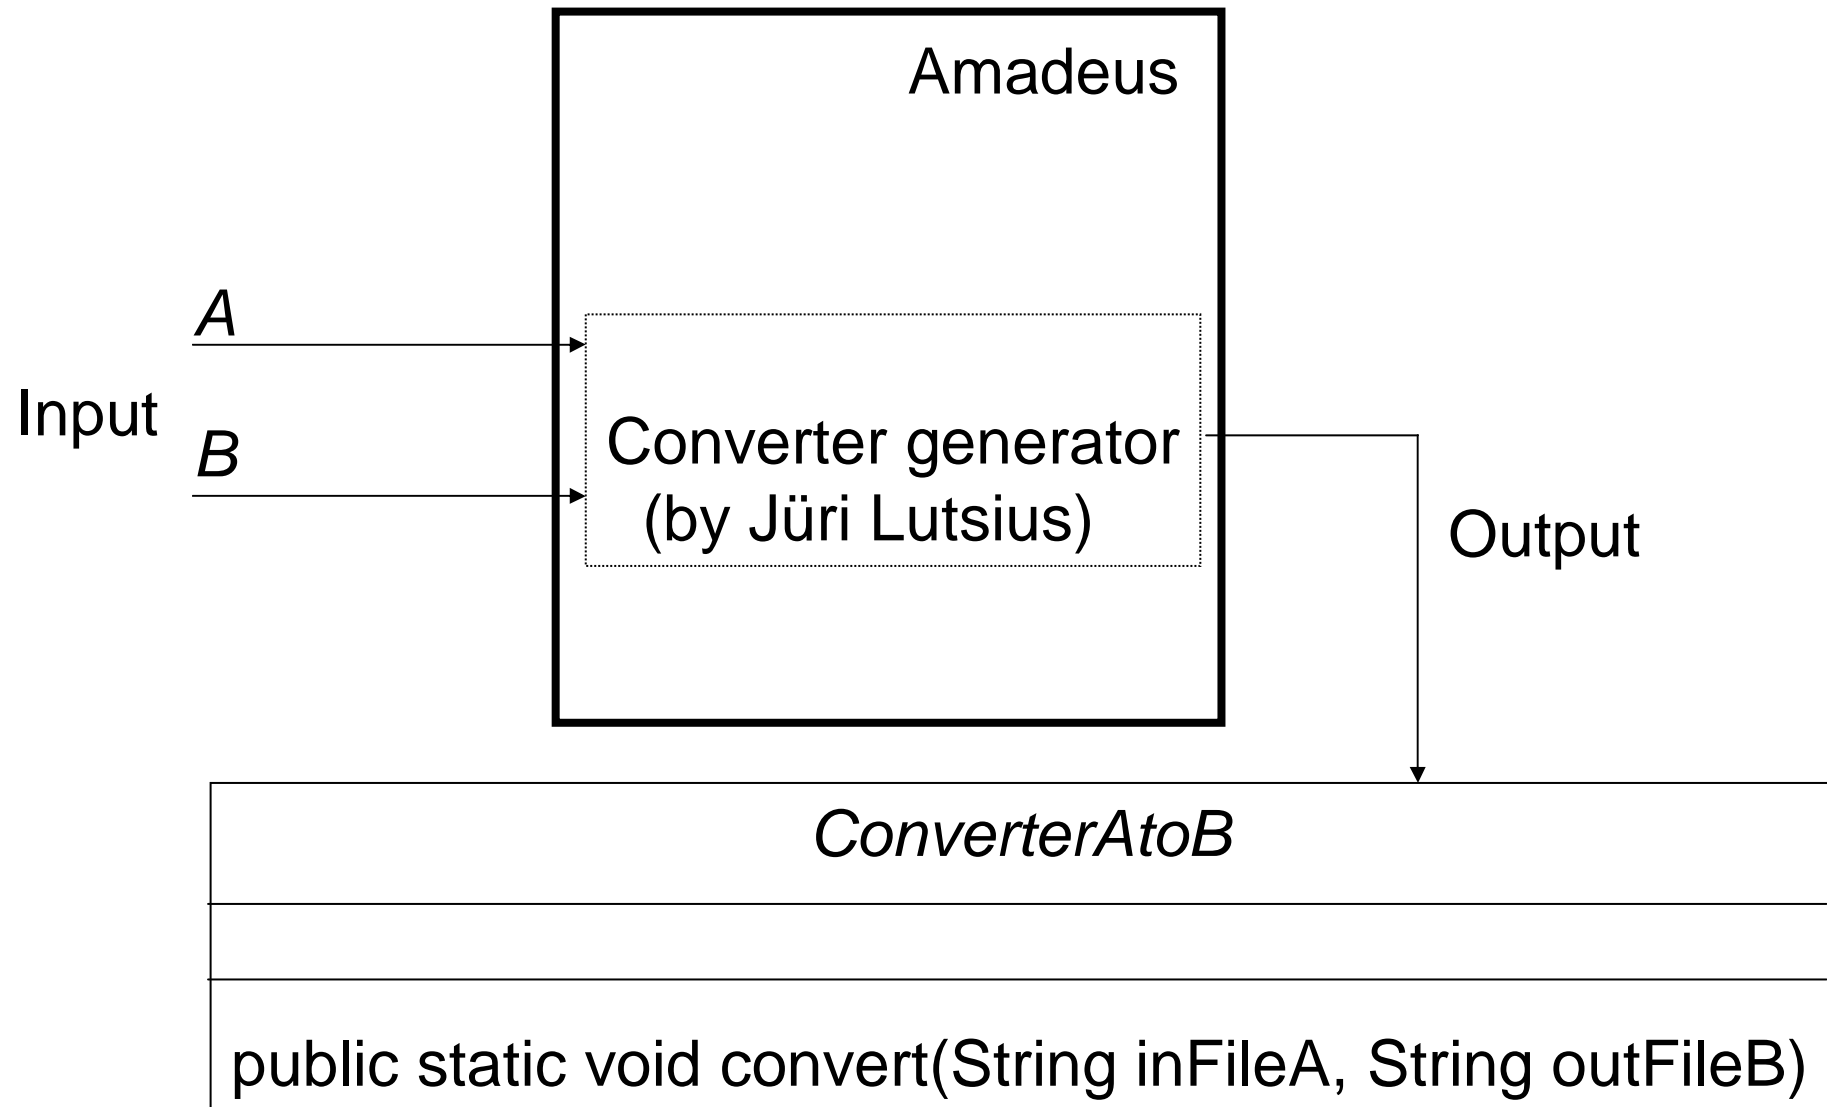 Amadeus
A
Input
B
Converter generator
(by Jüri Lutsius)
Output
ConverterAtoB
public static void convert(String inFileA, String outFileB)